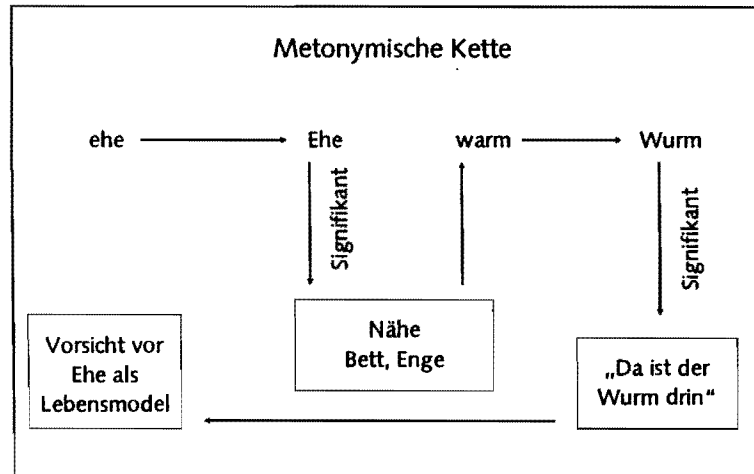 Metonymische Kette
ehe Ehe warm Wurm
Signifikant
Signifikant
Nähe
Bett, Enge
Vorsicht vor
Ehe als
Lebensmodel
„Da ist der
Wurm drin“